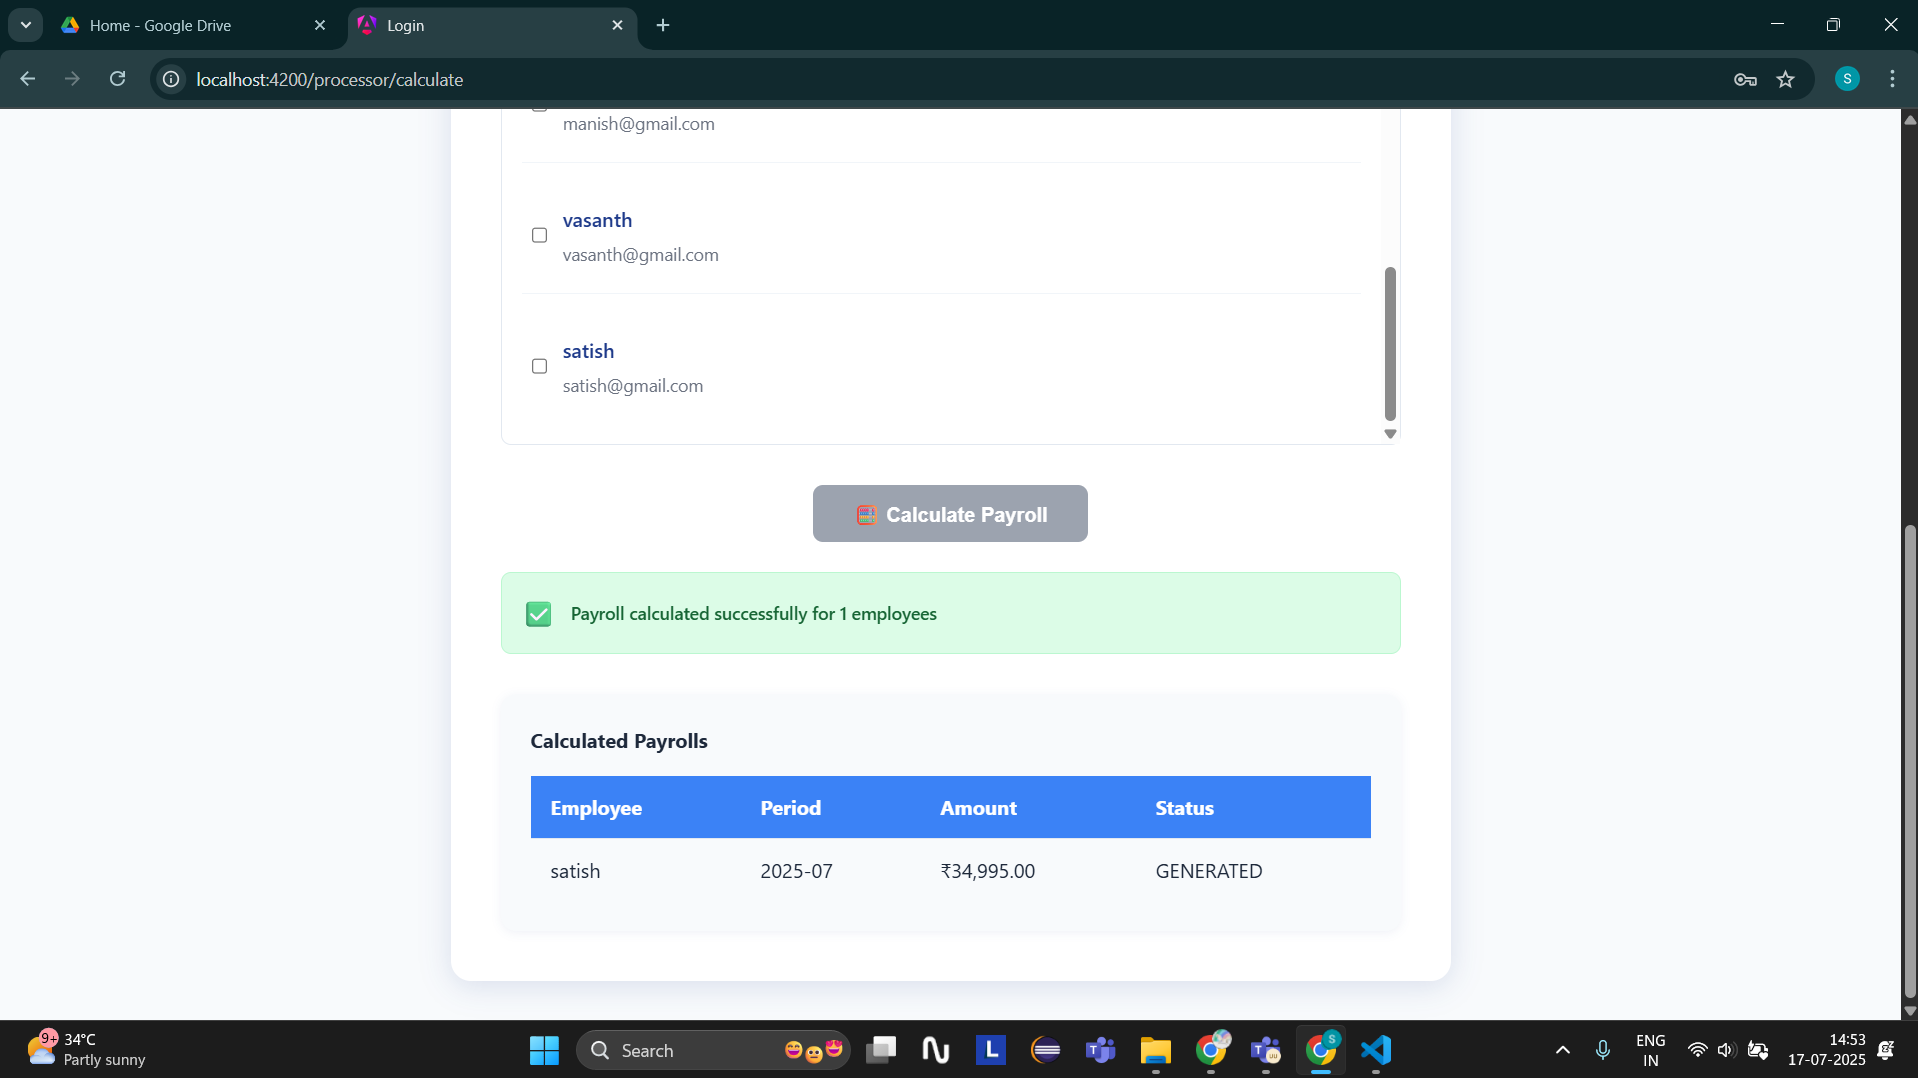 Home - Google Drive
Login
localhost:4200/processor/calculate
S
manish@gmail.com
vasanth
vasanth@gmail.com
satish
satish@gmail.com
Calculate Payroll
Payroll calculated successfully for 1 employees
Calculated Payrolls
Employee Period Amount Status
satish 2025-07 ₹34,995.00 GENERATED
9+ 34°C
Partly sunny
Search
L
T
T
S
ENG
IN
14:53
17-07-2025